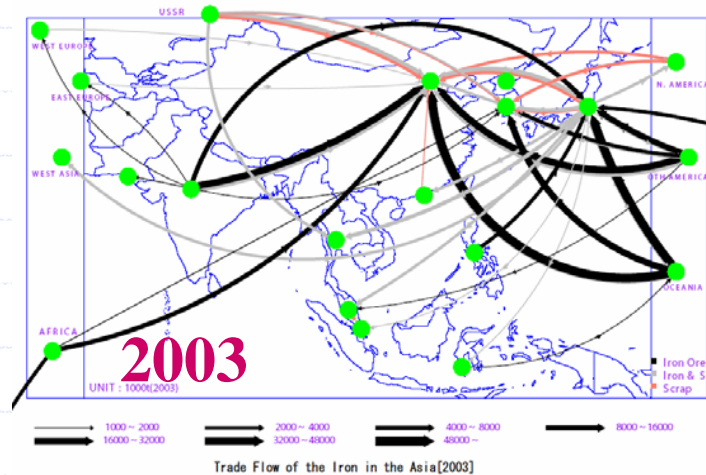 USSR
WEST EUROPE
N. AMERICA
EAST EUROPE
WEST ASIA
OTH AMERICA
OCEANIA
AFRICA
2003
UNIT : 1000t(2003)
Iron Ore
Iron & S
Scrap
1000 ~ 2000
2000 ~ 4000
4000 ~ 8000
8000 ~ 16000
16000 ~ 32000
32000 ~ 48000
48000 ~
Trade Flow of the Iron in the Asia[2003]